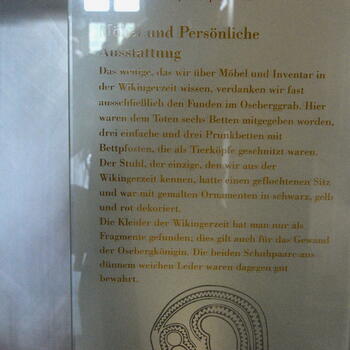 Möbel und Persönliche
Ausstattung
Das wenige, das wir über Möbel und Inventar in
der Wikingerzeit wissen, verdanken wir fast
ausschließlich den Funden im Oseberggrab. Hier
waren dem Toten sechs Betten mitgegeben worden,
drei einfache und drei Prunkbetten mit
Bettpfosten, die als Tierköpfe geschnitzt waren.
Der Stuhl, der einzige, den wir aus der
Wikingerzeit kennen, hatte einen geflochtenen Sitz
und war mit gemalten Ornamenten in schwarz, gelb
und rot dekoriert.
Die Kleider der Wikingerzeit hat man nur als
Fragmente gefunden; dies gilt auch für das Gewand
der Osebergkönigin. Die beiden Schuhpaare aus
dünnem weichen Leder waren dagegen gut
bewahrt.